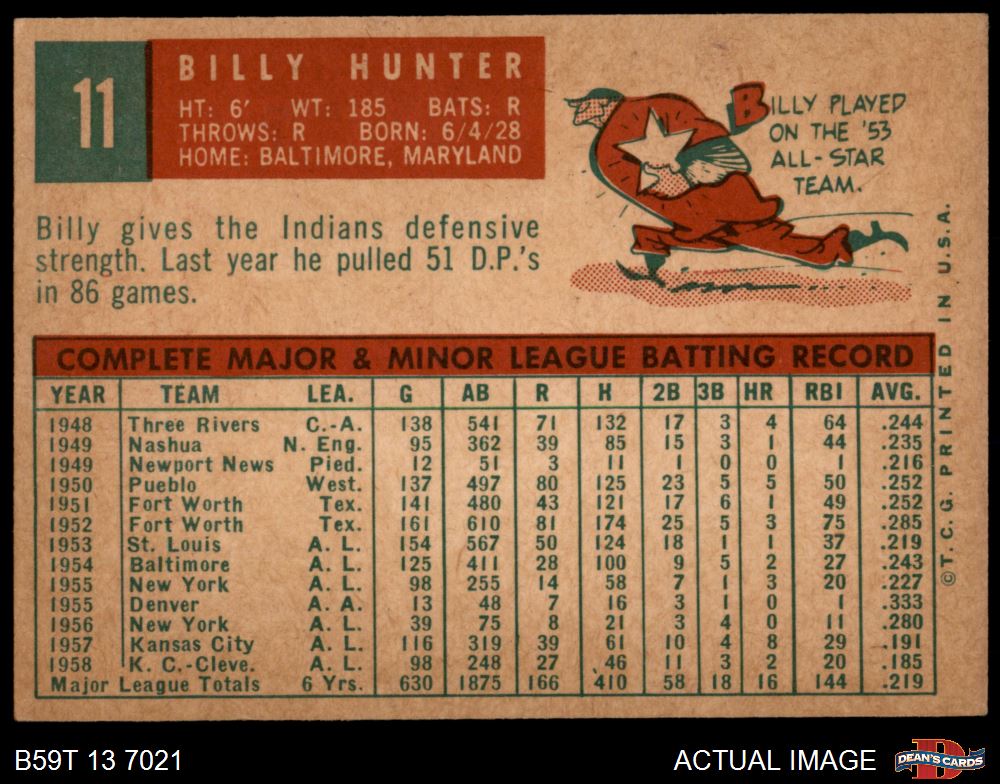 11
BILLY HUNTER
HT: 6' WT: 185 BATS: R
THROWS: R BORN: 6/4/28
HOME: BALTIMORE, MARYLAND
BILLY PLAYED
ON THE '53
ALL-STAR
TEAM.
Billy gives the Indians defensive
strength. Last year he pulled 51 D.P.'s
in 86 games.
COMPLETE MAJOR & MINOR LEAGUE BATTING RECORD
YEAR TEAM LEA. G AB R H 2B 3B HR RBI AVG.
1948 Three Rivers C.-A. 138 541 71 132 17 3 4 64 .244
1949 Nashua N. Eng. 95 362 39 85 15 3 1 44 .235
1949 Newport News Pied. 12 51 3 11 1 0 0 1 .216
1950 Pueblo West. 137 497 80 125 23 5 5 50 .252
1951 Fort Worth Tex. 141 480 43 121 17 6 1 49 .252
1952 Fort Worth Tex. 161 610 81 174 25 5 3 75 .285
1953 St. Louis A. L. 154 567 50 124 18 1 1 37 .219
1954 Baltimore A. L. 125 411 28 100 9 5 2 27 .243
1955 New York A. L. 98 255 14 58 7 1 3 20 .227
1955 Denver A. A. 13 48 7 16 3 1 0 1 .333
1956 New York A. L. 39 75 8 21 3 4 0 11 .280
1957 Kansas City A. L. 116 319 39 61 10 4 8 29 .191
1958 K. C.-Cleve. A. L. 98 248 27 46 11 3 2 20 .185
Major League Totals 6 Yrs. 630 1875 166 410 58 18 16 144 .219
©T.C.G. PRINTED IN U.S.A.
B59T 13 7021
ACTUAL IMAGE
D
DEAN'S CARDS